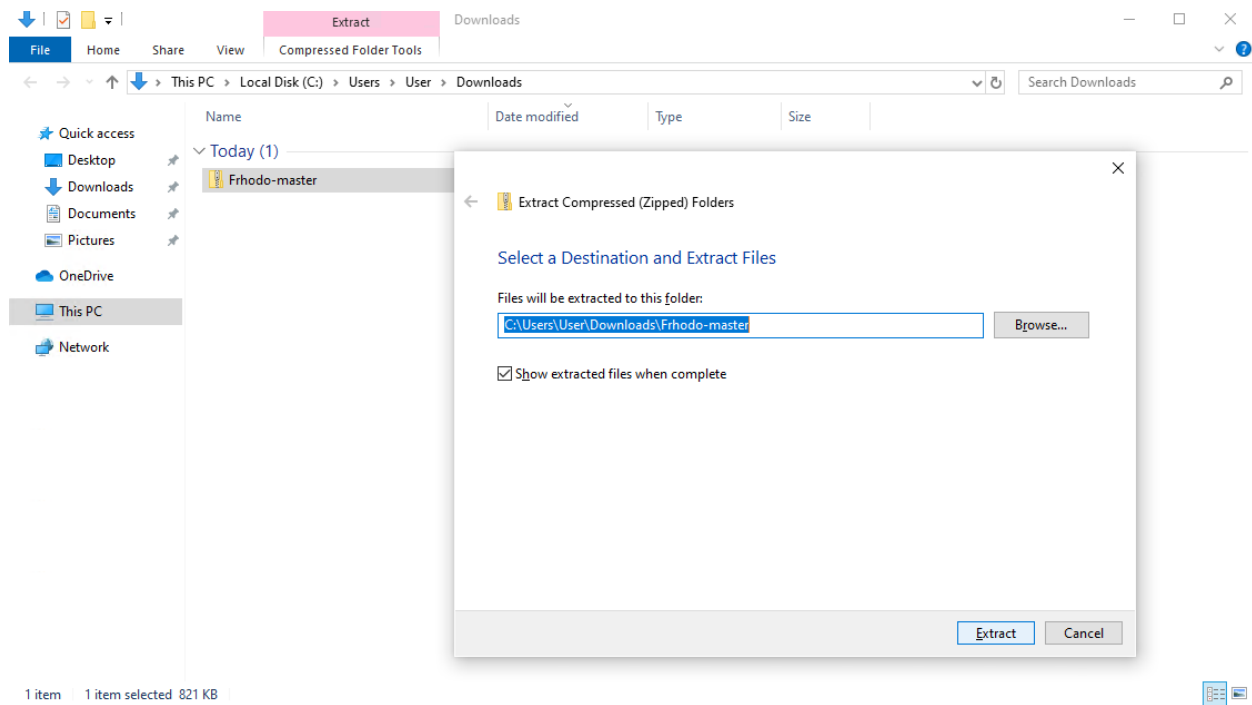 Extract
Downloads
File
Home
Share
View
Compressed Folder Tools
This PC > Local Disk (C:) > Users > User > Downloads
Search Downloads
Name
Date modified
Type
Size
Quick access
Desktop
Downloads
Documents
Pictures
OneDrive
This PC
Network
Today (1)
Frhodo-master
Extract Compressed (Zipped) Folders
Select a Destination and Extract Files
Files will be extracted to this folder:
C:\Users\User\Downloads\Frhodo-master
Browse...
Show extracted files when complete
Extract
Cancel
1 item
1 item selected 821 KB